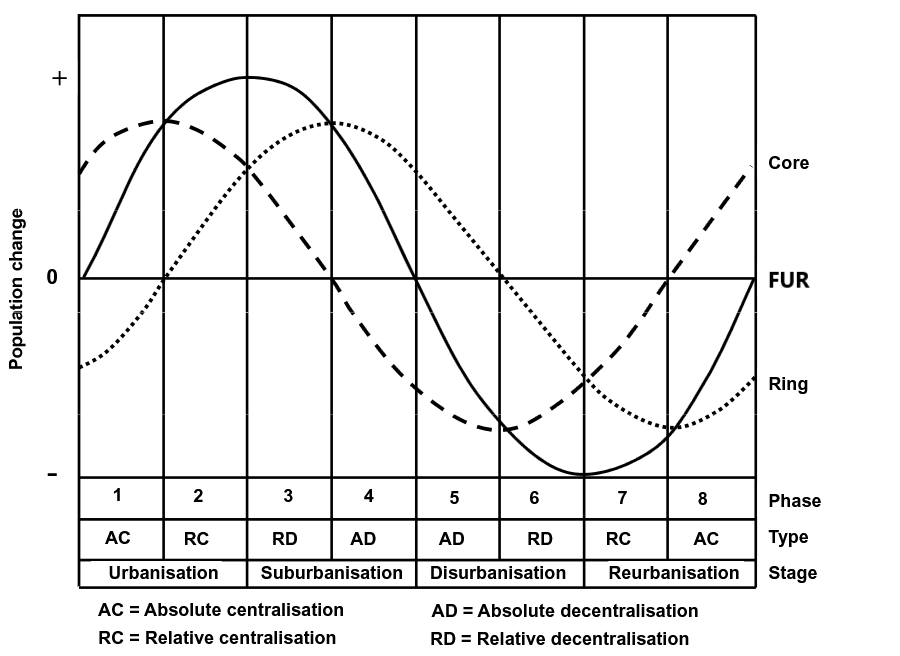 +
Core
Population change
0
FUR
Ring
–
1 2 3 4 5 6 7 8 Phase
AC RC RD AD AD RD RC AC Type
Urbanisation Suburbanisation Disurbanisation Reurbanisation Stage
AC = Absolute centralisation AD = Absolute decentralisation
RC = Relative centralisation RD = Relative decentralisation